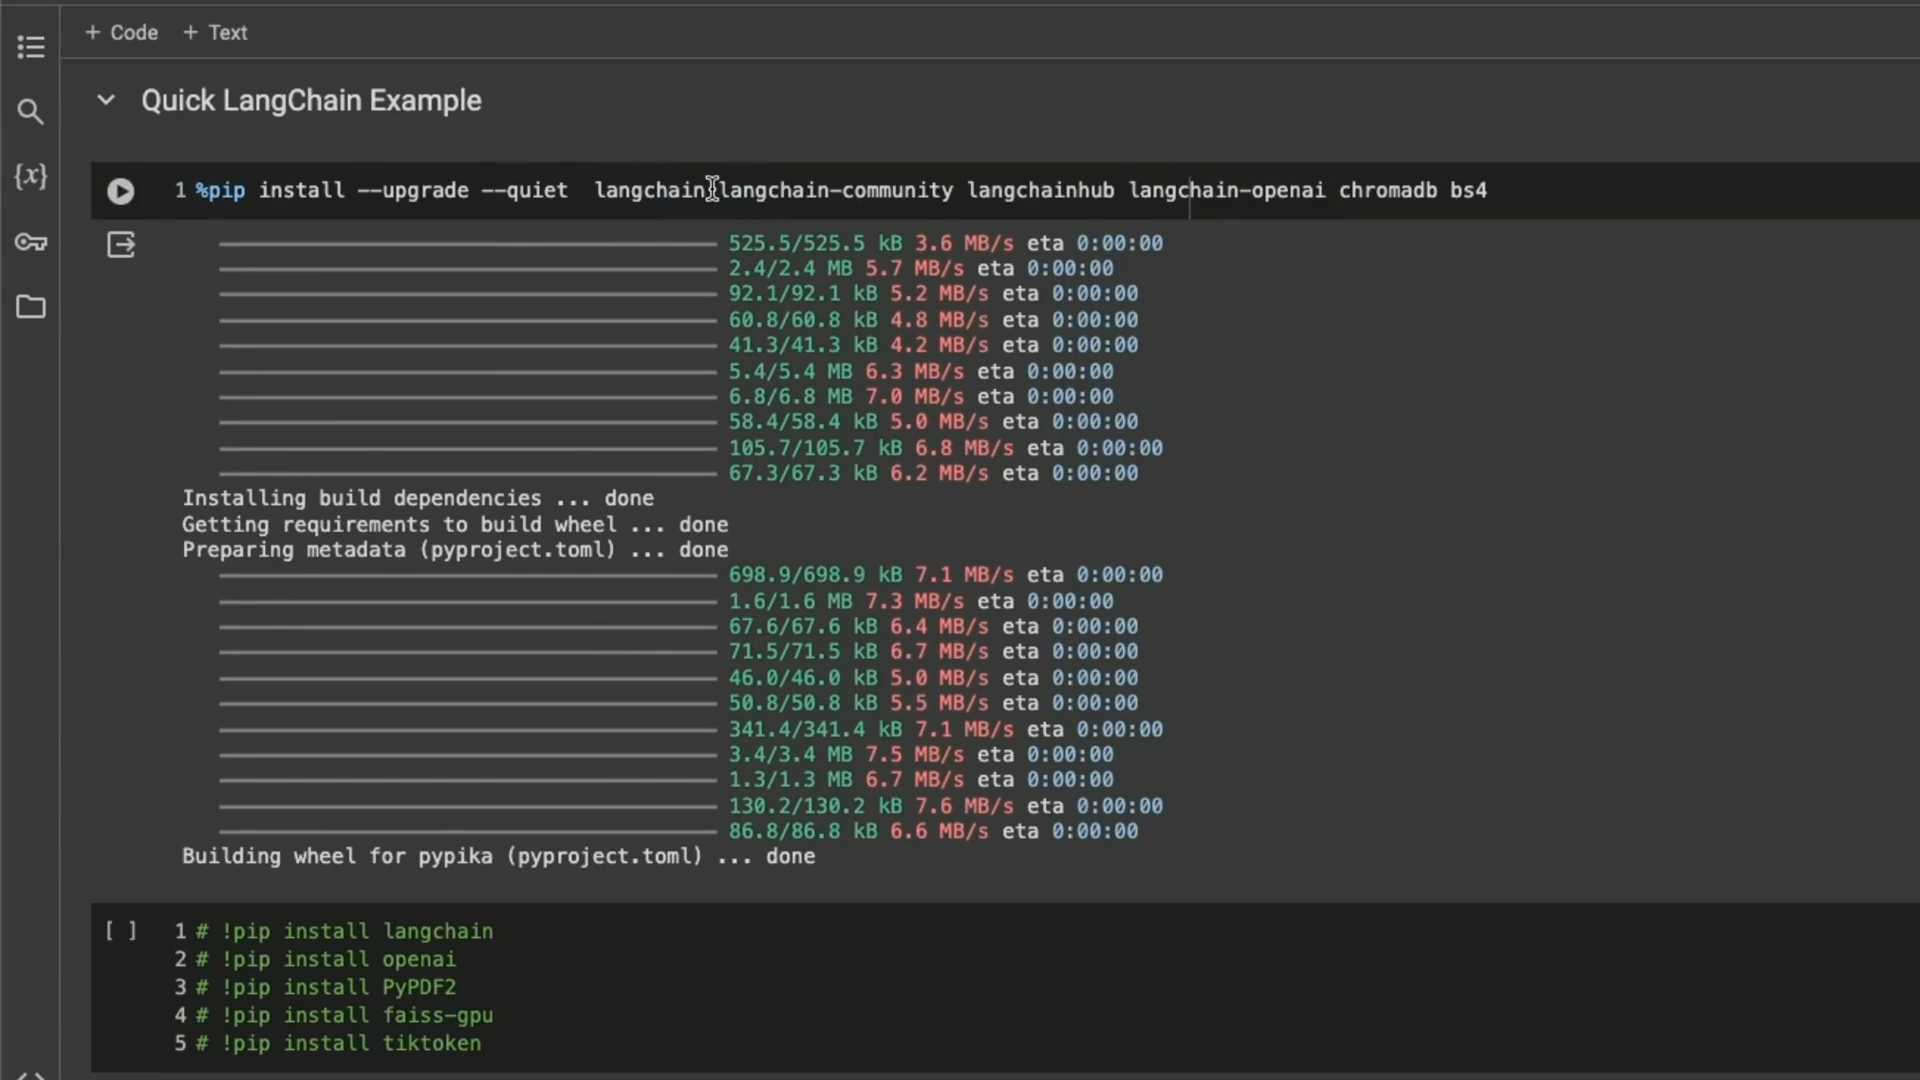 + Code + Text
Quick LangChain Example
{x}
1 %pip install --upgrade --quiet  langchain langchain-community langchainhub langchain-openai chromadb bs4
525.5/525.5 kB 3.6 MB/s eta 0:00:00
2.4/2.4 MB 5.7 MB/s eta 0:00:00
92.1/92.1 kB 5.2 MB/s eta 0:00:00
60.8/60.8 kB 4.8 MB/s eta 0:00:00
41.3/41.3 kB 4.2 MB/s eta 0:00:00
5.4/5.4 MB 6.3 MB/s eta 0:00:00
6.8/6.8 MB 7.0 MB/s eta 0:00:00
58.4/58.4 kB 5.0 MB/s eta 0:00:00
105.7/105.7 kB 6.8 MB/s eta 0:00:00
67.3/67.3 kB 6.2 MB/s eta 0:00:00
Installing build dependencies ... done
Getting requirements to build wheel ... done
Preparing metadata (pyproject.toml) ... done
698.9/698.9 kB 7.1 MB/s eta 0:00:00
1.6/1.6 MB 7.3 MB/s eta 0:00:00
67.6/67.6 kB 6.4 MB/s eta 0:00:00
71.5/71.5 kB 6.7 MB/s eta 0:00:00
46.0/46.0 kB 5.0 MB/s eta 0:00:00
50.8/50.8 kB 5.5 MB/s eta 0:00:00
341.4/341.4 kB 7.1 MB/s eta 0:00:00
3.4/3.4 MB 7.5 MB/s eta 0:00:00
1.3/1.3 MB 6.7 MB/s eta 0:00:00
130.2/130.2 kB 7.6 MB/s eta 0:00:00
86.8/86.8 kB 6.6 MB/s eta 0:00:00
Building wheel for pypika (pyproject.toml) ... done
[ ] 1 # !pip install langchain
2 # !pip install openai
3 # !pip install PyPDF2
4 # !pip install faiss-gpu
5 # !pip install tiktoken